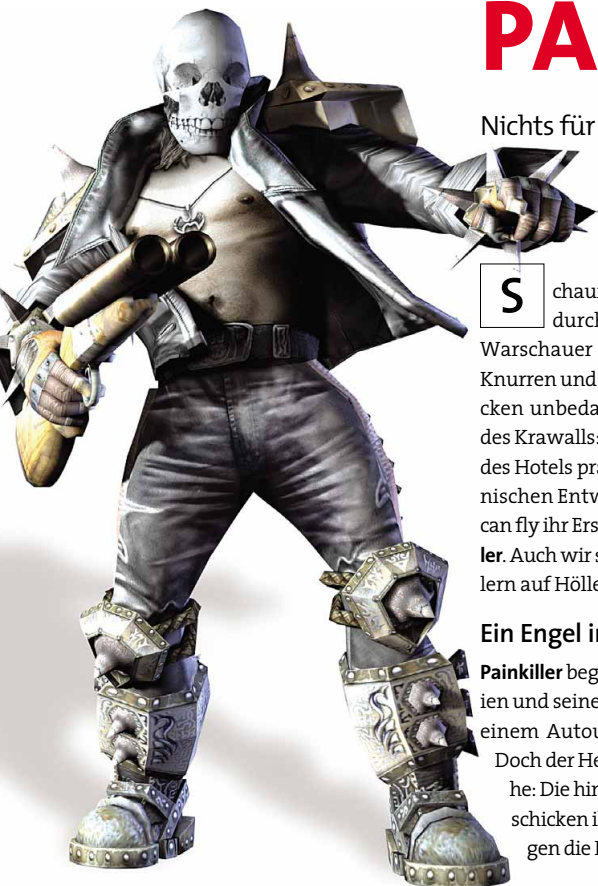 PA
Nichts für
S
chau
durch
Warschauer
Knurren und
cken unbeda
des Krawalls:
des Hotels pr
nischen Entw
can fly ihr Ers
ler. Auch wir s
lern auf Hölle
Ein Engel i
Painkiller beg
ien und seine
einem Autou
Doch der He
he: Die hin
schicken i
gen die